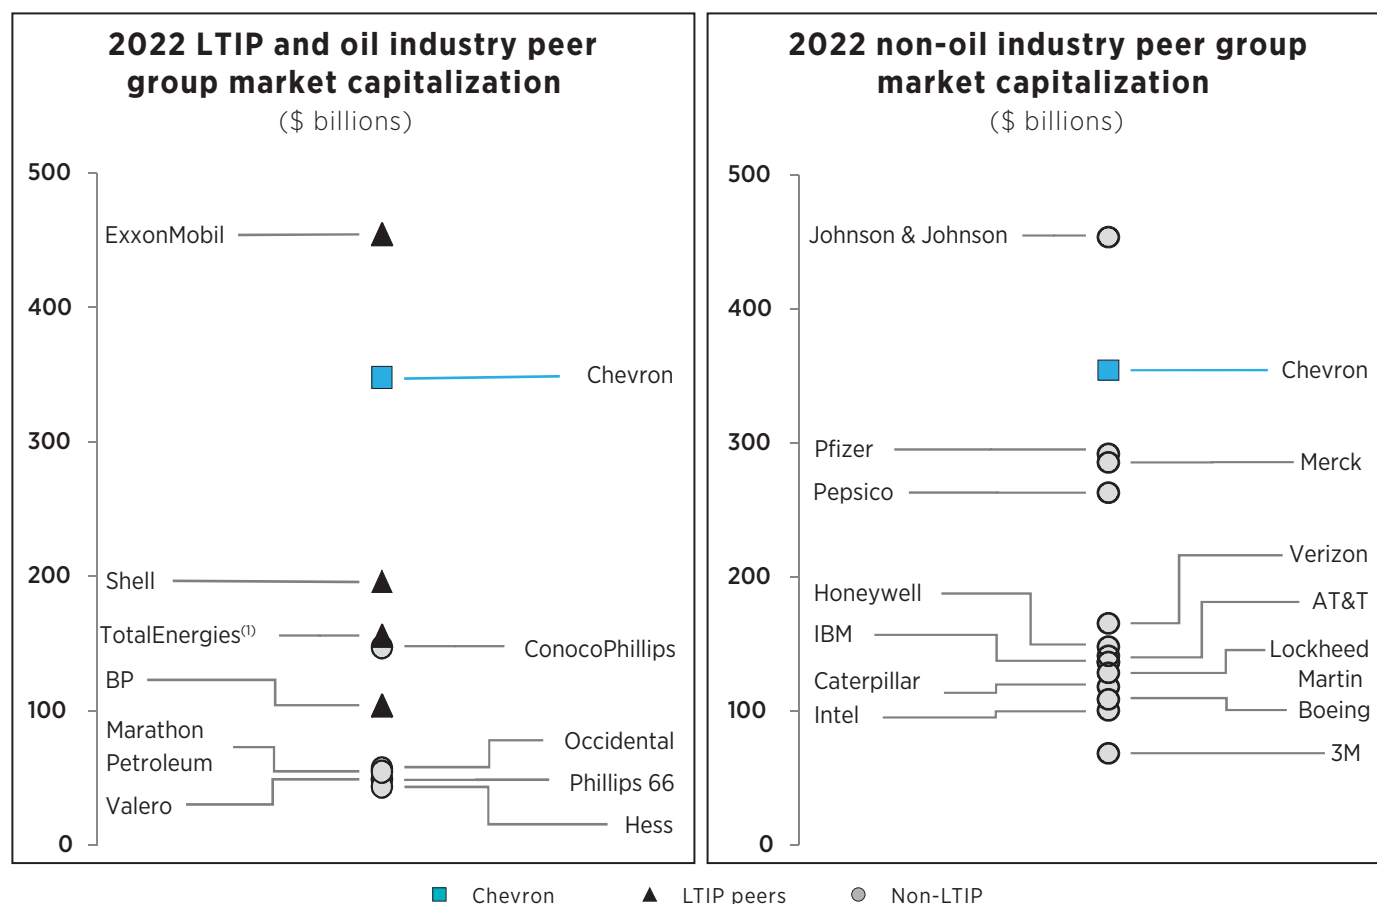 2022 LTIP and oil industry peer
group market capitalization
($ billions)
500
400
300
200
100
0
ExxonMobil
Chevron
Shell
TotalEnergies(1)
ConocoPhillips
BP
Marathon
Petroleum
Occidental
Phillips 66
Valero
Hess
2022 non-oil industry peer group
market capitalization
($ billions)
500
400
300
200
100
0
Johnson & Johnson
Chevron
Pfizer
Merck
Pepsico
Verizon
Honeywell
AT&T
IBM
Lockheed
Martin
Caterpillar
Boeing
Intel
3M
Chevron
LTIP peers
Non-LTIP